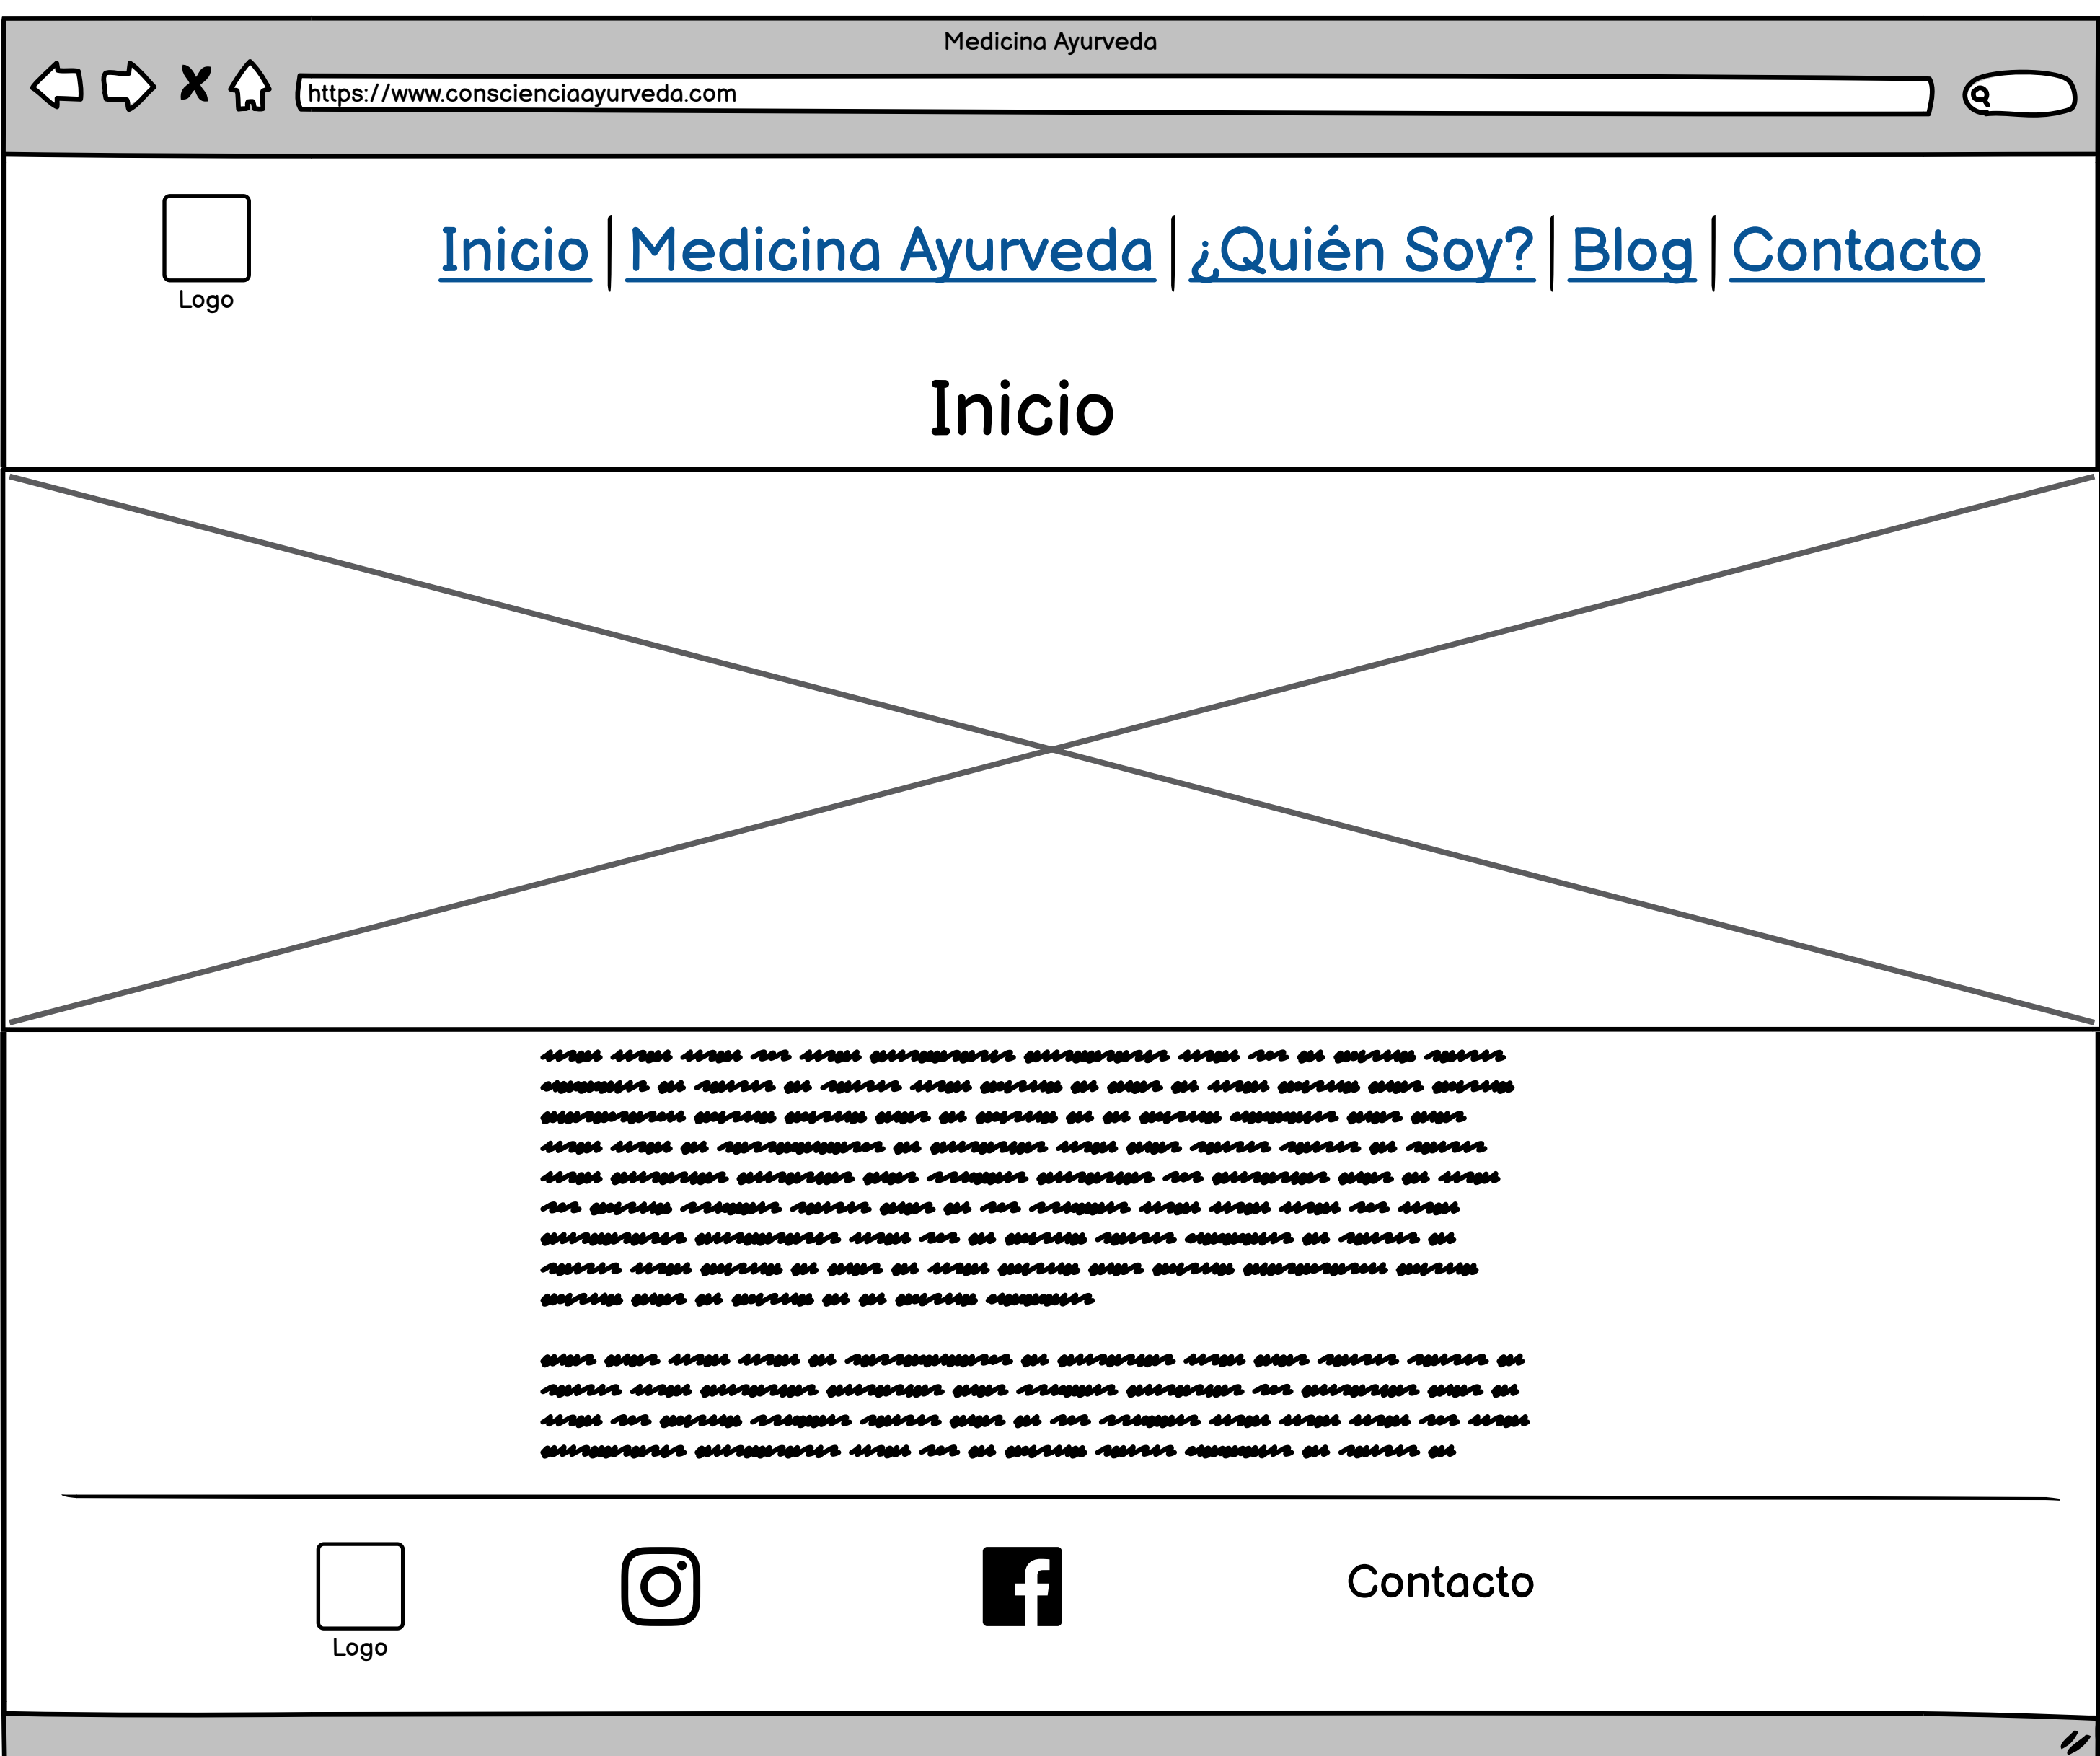 Medicina Ayurveda
https://www.conscienciaayurveda.com
Inicio | Medicina Ayurveda | ¿Quién Soy? | Blog | Contacto
Logo
Inicio
Contacto
Logo